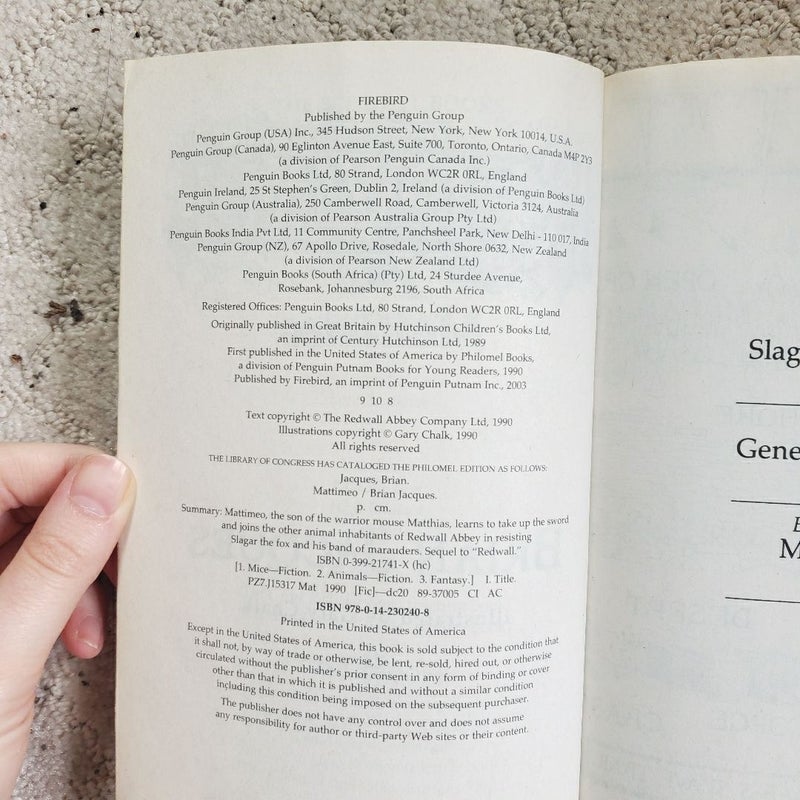 FIREBIRD
Published by the Penguin Group
Penguin Group (USA) Inc., 345 Hudson Street, New York, New York 10014, U.S.A.
Penguin Group (Canada), 90 Eglinton Avenue East, Suite 700, Toronto, Ontario, Canada M4P 2Y3
(a division of Pearson Penguin Canada Inc.)
Penguin Books Ltd, 80 Strand, London WC2R 0RL, England
Penguin Ireland, 25 St Stephen's Green, Dublin 2, Ireland (a division of Penguin Books Ltd)
Penguin Group (Australia), 250 Camberwell Road, Camberwell, Victoria 3124, Australia
(a division of Pearson Australia Group Pty Ltd)
Penguin Books India Pvt Ltd, 11 Community Centre, Panchsheel Park, New Delhi - 110 017, India
Penguin Group (NZ), 67 Apollo Drive, Rosedale, North Shore 0632, New Zealand
(a division of Pearson New Zealand Ltd)
Penguin Books (South Africa) (Pty) Ltd, 24 Sturdee Avenue,
Rosebank, Johannesburg 2196, South Africa
Registered Offices: Penguin Books Ltd, 80 Strand, London WC2R 0RL, England
Originally published in Great Britain by Hutchinson Children's Books Ltd,
an imprint of Century Hutchinson Ltd, 1989
First published in the United States of America by Philomel Books,
a division of Penguin Putnam Books for Young Readers, 1990
Published by Firebird, an imprint of Penguin Putnam Inc., 2003
9 10 8
Text copyright © The Redwall Abbey Company Ltd, 1990
Illustrations copyright © Gary Chalk, 1990
All rights reserved
THE LIBRARY OF CONGRESS HAS CATALOGED THE PHILOMEL EDITION AS FOLLOWS:
Jacques, Brian.
Mattimeo / Brian Jacques.
p. cm.
Summary: Mattimeo, the son of the warrior mouse Matthias, learns to take up the sword
and joins the other animal inhabitants of Redwall Abbey in resisting
Slagar the fox and his band of marauders. Sequel to "Redwall."
ISBN 0-399-21741-X (hc)
[1. Mice—Fiction. 2. Animals—Fiction. 3. Fantasy.] I. Title.
PZ7.J15317 Mat 1990 [Fic]—dc20 89-37005 CI AC
ISBN 978-0-14-230240-8
Printed in the United States of America
Except in the United States of America, this book is sold subject to the condition that
it shall not, by way of trade or otherwise, be lent, re-sold, hired out, or otherwise
circulated without the publisher's prior consent in any form of binding or cover
other than that in which it is published and without a similar condition
including this condition being imposed on the subsequent purchaser.
The publisher does not have any control over and does not assume
any responsibility for author or third-party Web sites or their content.
Slag
Gene
M